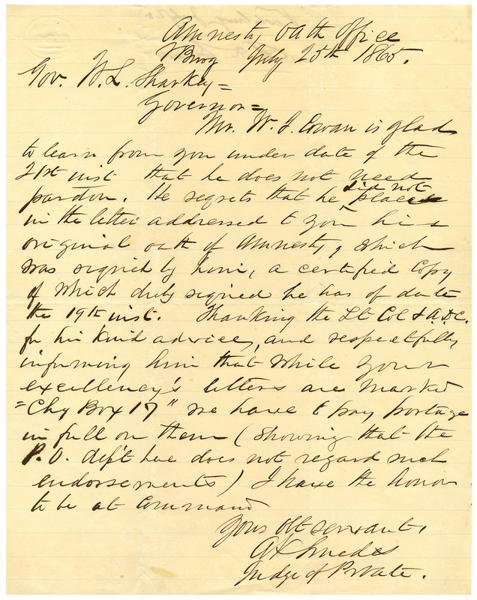 Amnesty Oath Office
VBurg July 25th 1865.
Gov. W. L. Sharkey =
Governor =
Mr. W. J. Cowan is glad
to learn from you under date of the
21st inst that he does not need
pardon. He regrets that he did not place
in the letter addressed to you his
original oath of Amnesty, which
was signed by him, a certified copy
of which duly signed he has of date
the 19th inst. Thanking the Lt Col & A.D.C.
for his kind advice, and respectfully
informing him that while your
excellency's letters are marked
"Chg Box 17" we have to pay postage
in full on them (showing that the
P.O. dep't here does not regard such
endorsements) I have the honor
to be at command
Your obt servant,
Judge of Probate.